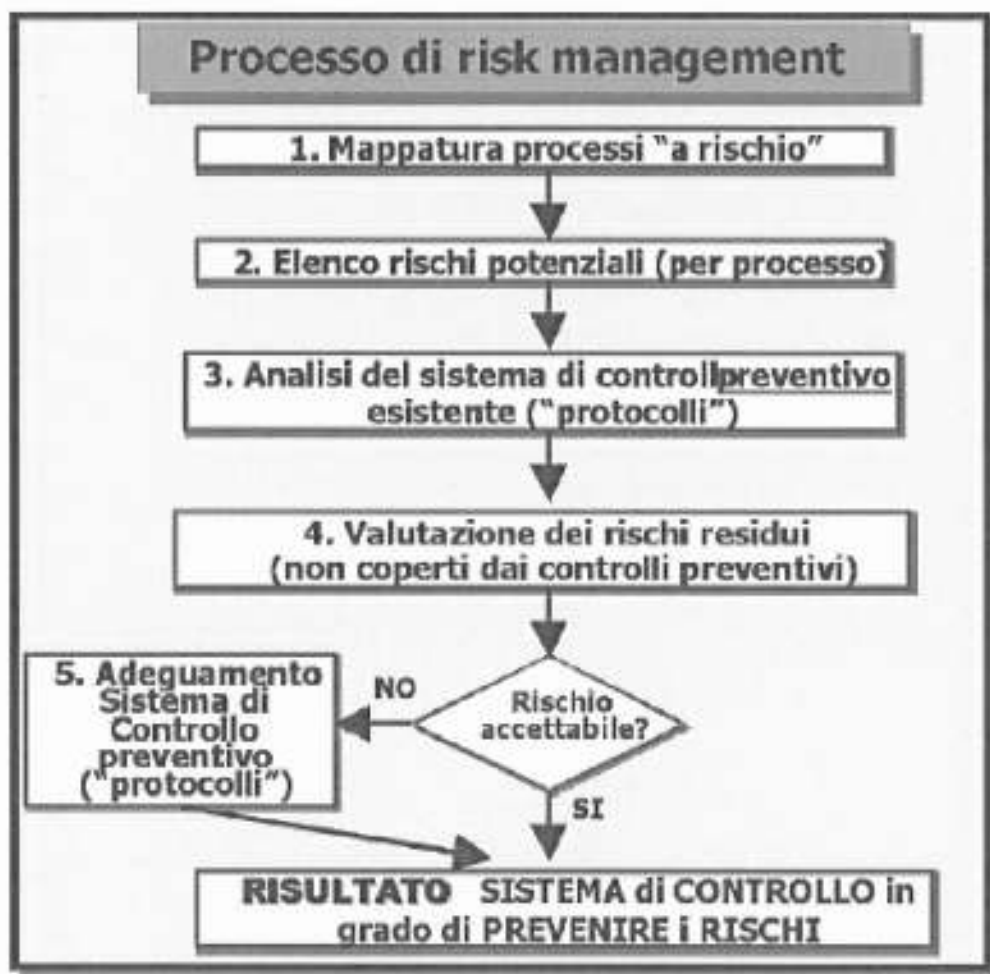 Processo di risk management
1. Mappatura processi "a rischio"
2. Elenco rischi potenziali (per processo)
3. Analisi del sistema di controllpreventivo
esistente ("protocolli")
4. Valutazione dei rischi residui
(non coperti dai controlli preventivi)
Rischio
accettabile?
NO
5. Adeguamento
Sistema di
Controllo
preventivo
("protocolli")
SI
RISULTATO SISTEMA di CONTROLLO in
grado di PREVENIRE i RISCHI